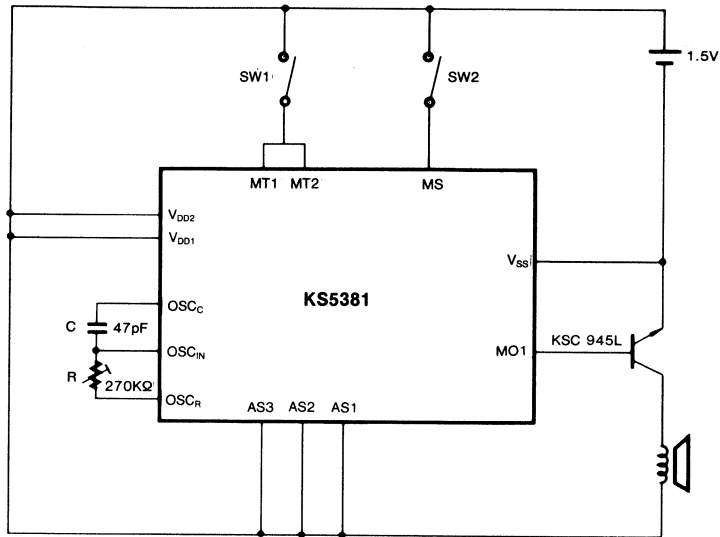 1.5V
SW1
SW2
MT1 MT2
MS
VDD2
VDD1
VSS
KS5381
OSCC
C 47pF
OSCIN
MO1
KSC 945L
R 270KΩ
OSCR
AS3 AS2 AS1